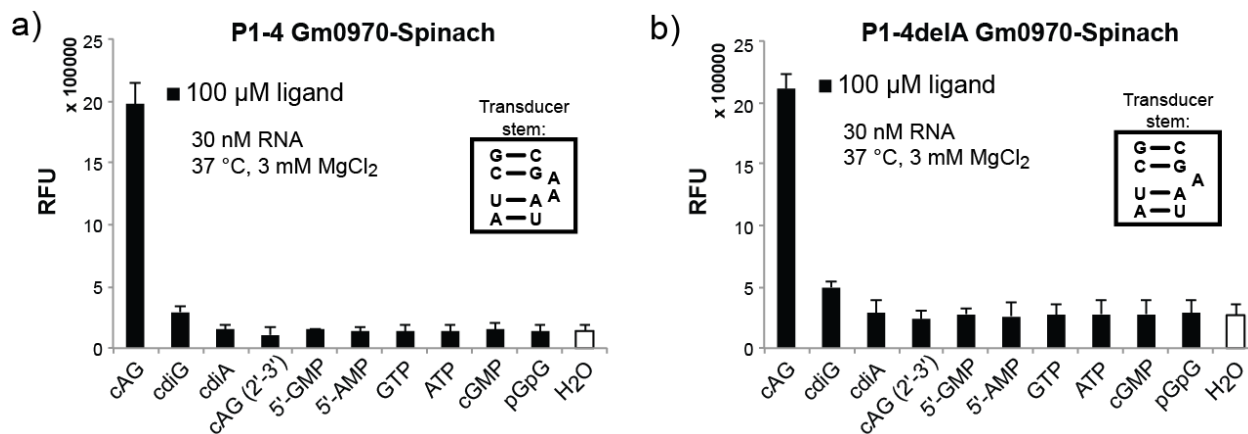 a)
P1-4 Gm0970-Spinach
x 100000
RFU
25
20
15
10
5
0
■ 100 µM ligand
30 nM RNA
37 °C, 3 mM MgCl₂
Transducer
stem:
G C
C G A
A
U A
A U
cAG
cdiG
cdiA
cAG (2'-3')
5'-GMP
5'-AMP
GTP
ATP
cGMP
pGpG
H2O
b)
P1-4delA Gm0970-Spinach
x 100000
RFU
25
20
15
10
5
0
■ 100 µM ligand
30 nM RNA
37 °C, 3 mM MgCl₂
Transducer
stem:
G C
C G
A
U A
A U
cAG
cdiG
cdiA
cAG (2'-3')
5'-GMP
5'-AMP
GTP
ATP
cGMP
pGpG
H2O